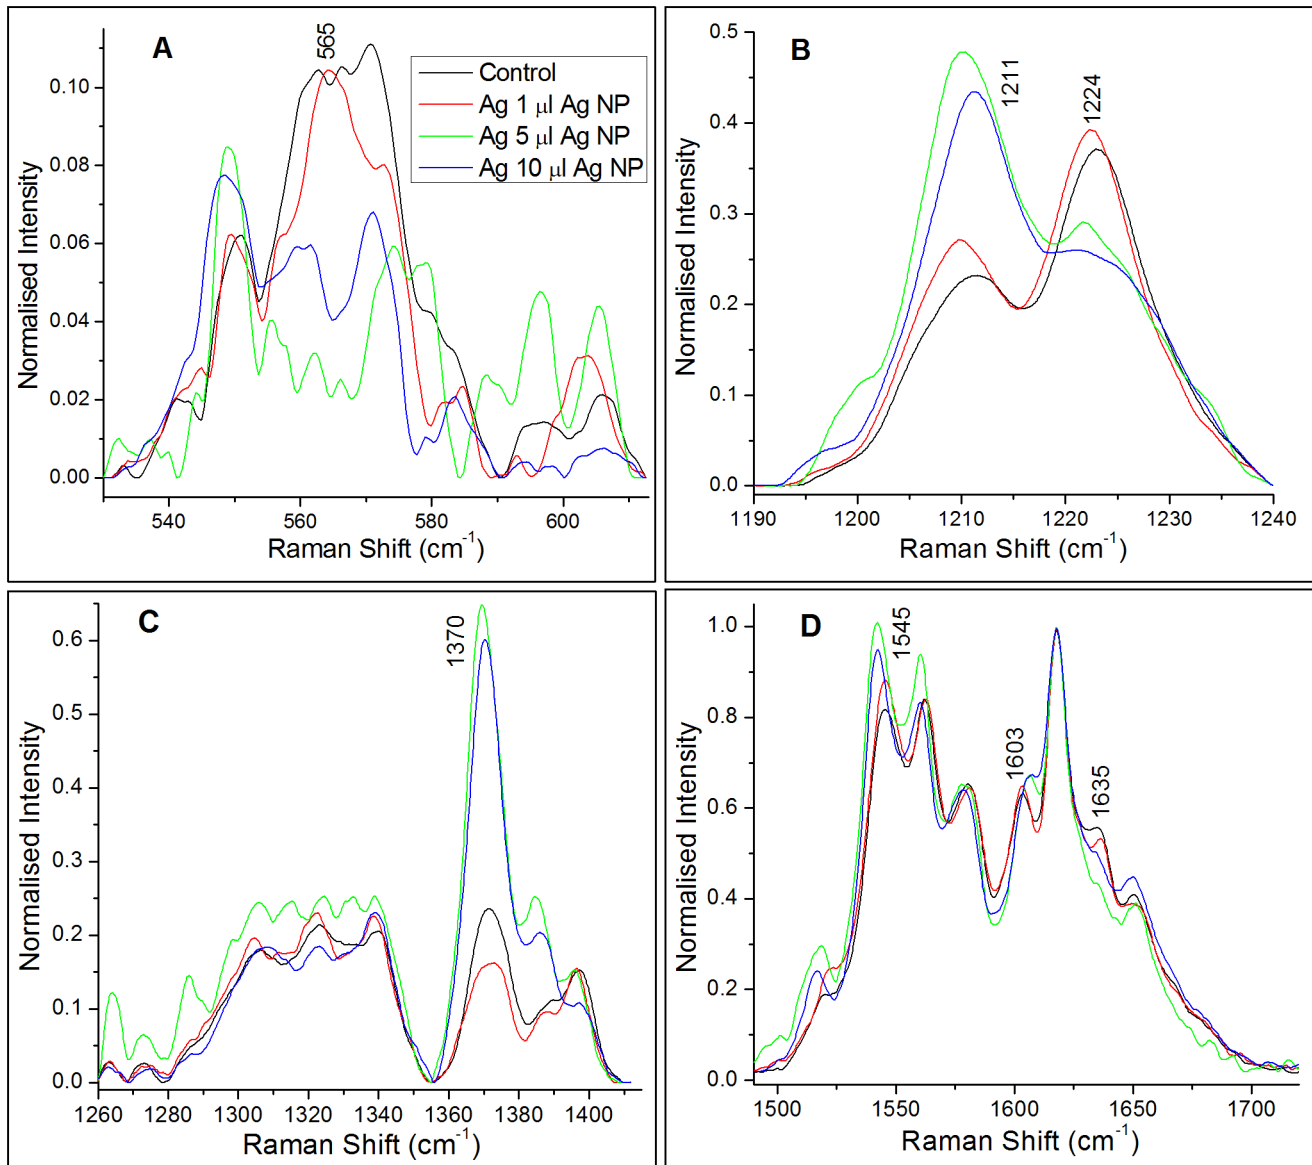 A
565
Control
Ag 1 µl Ag NP
Ag 5 µl Ag NP
Ag 10 µl Ag NP
0.10
0.08
0.06
0.04
0.02
0.00
Normalised Intensity
540 560 580 600
Raman Shift (cm⁻¹)
B
1211
1224
0.5
0.4
0.3
0.2
0.1
0.0
Normalised Intensity
1190 1200 1210 1220 1230 1240
Raman Shift (cm⁻¹)
C
1370
0.6
0.5
0.4
0.3
0.2
0.1
0.0
Normalised Intensity
1260 1280 1300 1320 1340 1360 1380 1400
Raman Shift (cm⁻¹)
D
1545
1603
1635
1.0
0.8
0.6
0.4
0.2
0.0
Normalised Intensity
1500 1550 1600 1650 1700
Raman Shift (cm⁻¹)